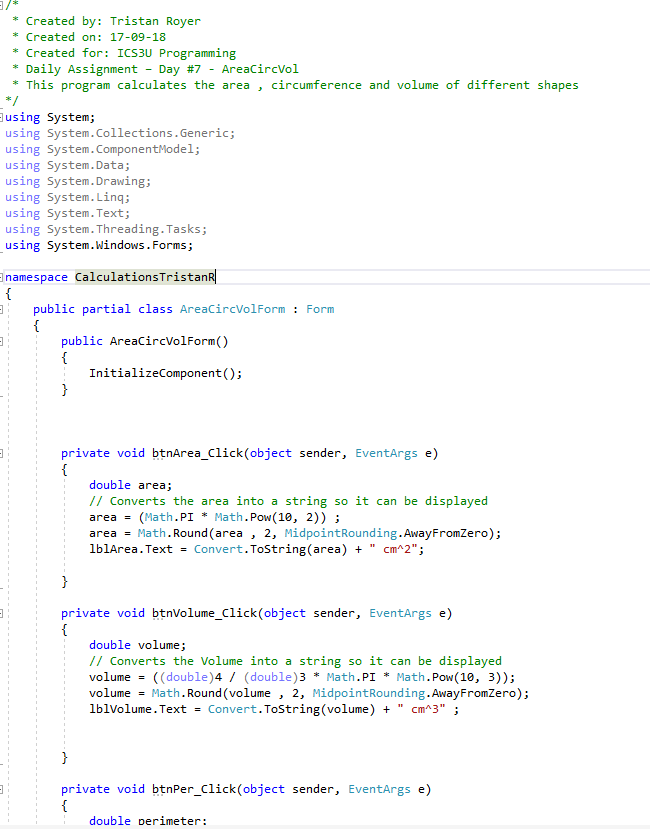 /*
 * Created by: Tristan Royer
 * Created on: 17-09-18
 * Created for: ICS3U Programming
 * Daily Assignment – Day #7 - AreaCircVol
 * This program calculates the area , circumference and volume of different shapes
*/
using System;
using System.Collections.Generic;
using System.ComponentModel;
using System.Data;
using System.Drawing;
using System.Linq;
using System.Text;
using System.Threading.Tasks;
using System.Windows.Forms;

namespace CalculationsTristanR
{
    public partial class AreaCircVolForm : Form
    {
        public AreaCircVolForm()
        {
            InitializeComponent();
        }

        private void btnArea_Click(object sender, EventArgs e)
        {
            double area;
            // Converts the area into a string so it can be displayed
            area = (Math.PI * Math.Pow(10, 2)) ;
            area = Math.Round(area , 2, MidpointRounding.AwayFromZero);
            lblArea.Text = Convert.ToString(area) + " cm^2";

        }

        private void btnVolume_Click(object sender, EventArgs e)
        {
            double volume;
            // Converts the Volume into a string so it can be displayed
            volume = ((double)4 / (double)3 * Math.PI * Math.Pow(10, 3));
            volume = Math.Round(volume , 2, MidpointRounding.AwayFromZero);
            lblVolume.Text = Convert.ToString(volume) + " cm^3" ;

        }

        private void btnPer_Click(object sender, EventArgs e)
        {
            double perimeter;